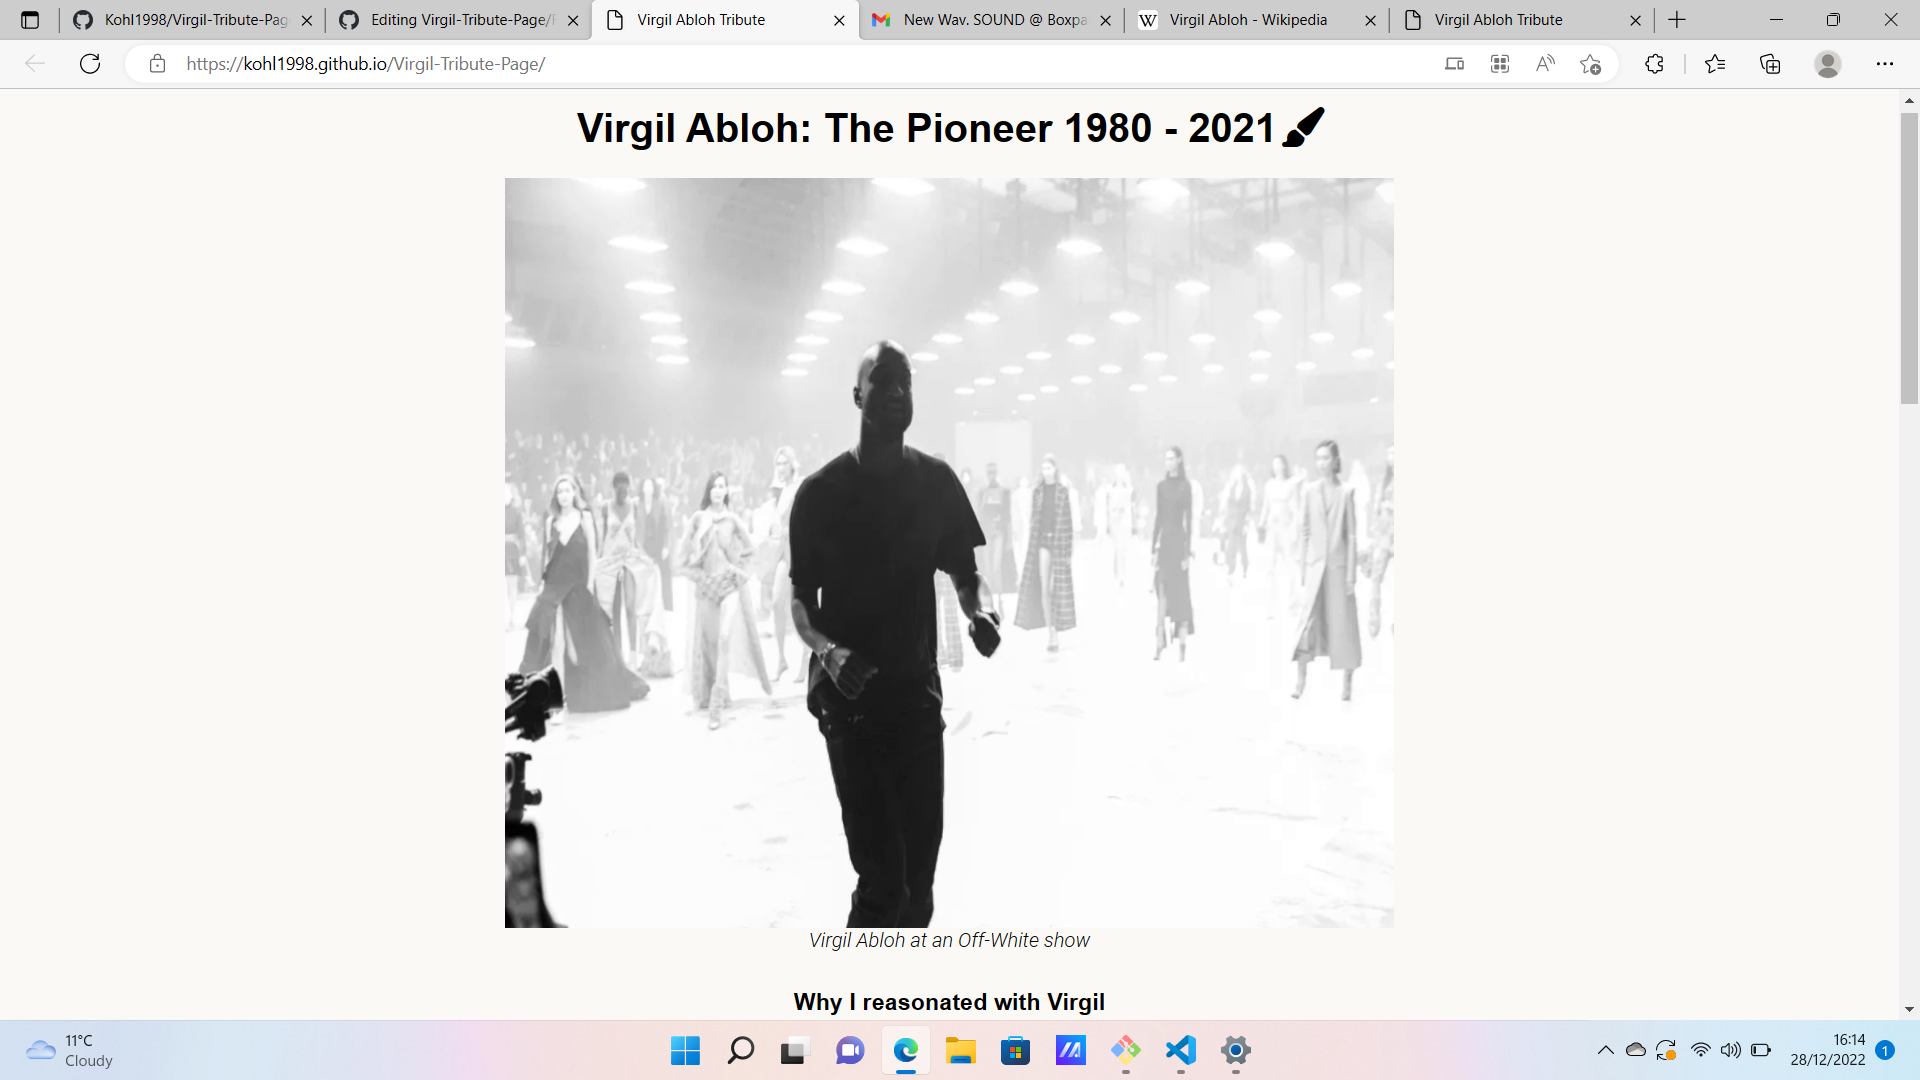 Kohl1998/Virgil-Tribute-Pag
Editing Virgil-Tribute-Page/
Virgil Abloh Tribute
New Wav. SOUND @ Boxpa
Virgil Abloh - Wikipedia
Virgil Abloh Tribute
https://kohl1998.github.io/Virgil-Tribute-Page/
Virgil Abloh: The Pioneer 1980 - 2021
Virgil Abloh at an Off-White show
Why I reasonated with Virgil
11°C
Cloudy
16:14
28/12/2022
1